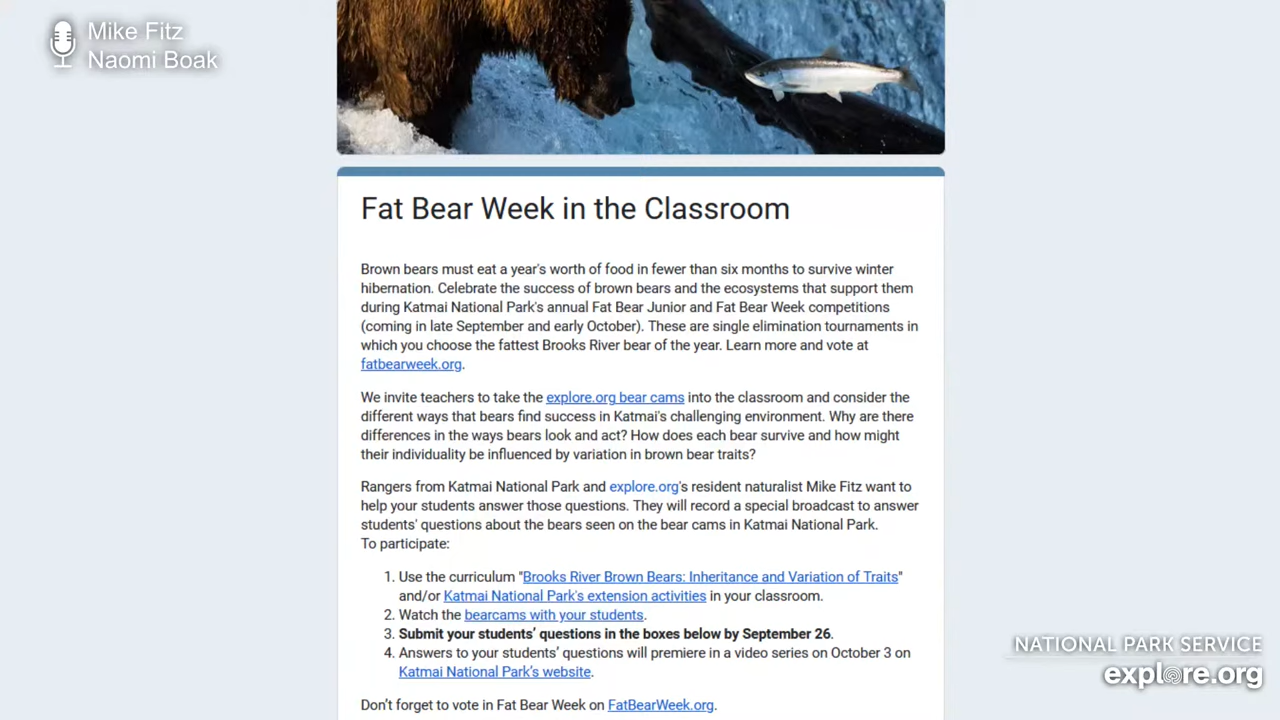 Mike Fitz
Naomi Boak
Fat Bear Week in the Classroom
Brown bears must eat a year's worth of food in fewer than six months to survive winter
hibernation. Celebrate the success of brown bears and the ecosystems that support them
during Katmai National Park's annual Fat Bear Junior and Fat Bear Week competitions
(coming in late September and early October). These are single elimination tournaments in
which you choose the fattest Brooks River bear of the year. Learn more and vote at
fatbearweek.org.
We invite teachers to take the explore.org bear cams into the classroom and consider the
different ways that bears find success in Katmai's challenging environment. Why are there
differences in the ways bears look and act? How does each bear survive and how might
their individuality be influenced by variation in brown bear traits?
Rangers from Katmai National Park and explore.org's resident naturalist Mike Fitz want to
help your students answer those questions. They will record a special broadcast to answer
students' questions about the bears seen on the bear cams in Katmai National Park.
To participate:
1. Use the curriculum "Brooks River Brown Bears: Inheritance and Variation of Traits"
and/or Katmai National Park's extension activities in your classroom.
2. Watch the bearcams with your students.
3. Submit your students’ questions in the boxes below by September 26.
4. Answers to your students’ questions will premiere in a video series on October 3 on
Katmai National Park’s website.
Don’t forget to vote in Fat Bear Week on FatBearWeek.org.
NATIONAL PARK SERVICE
explore.org